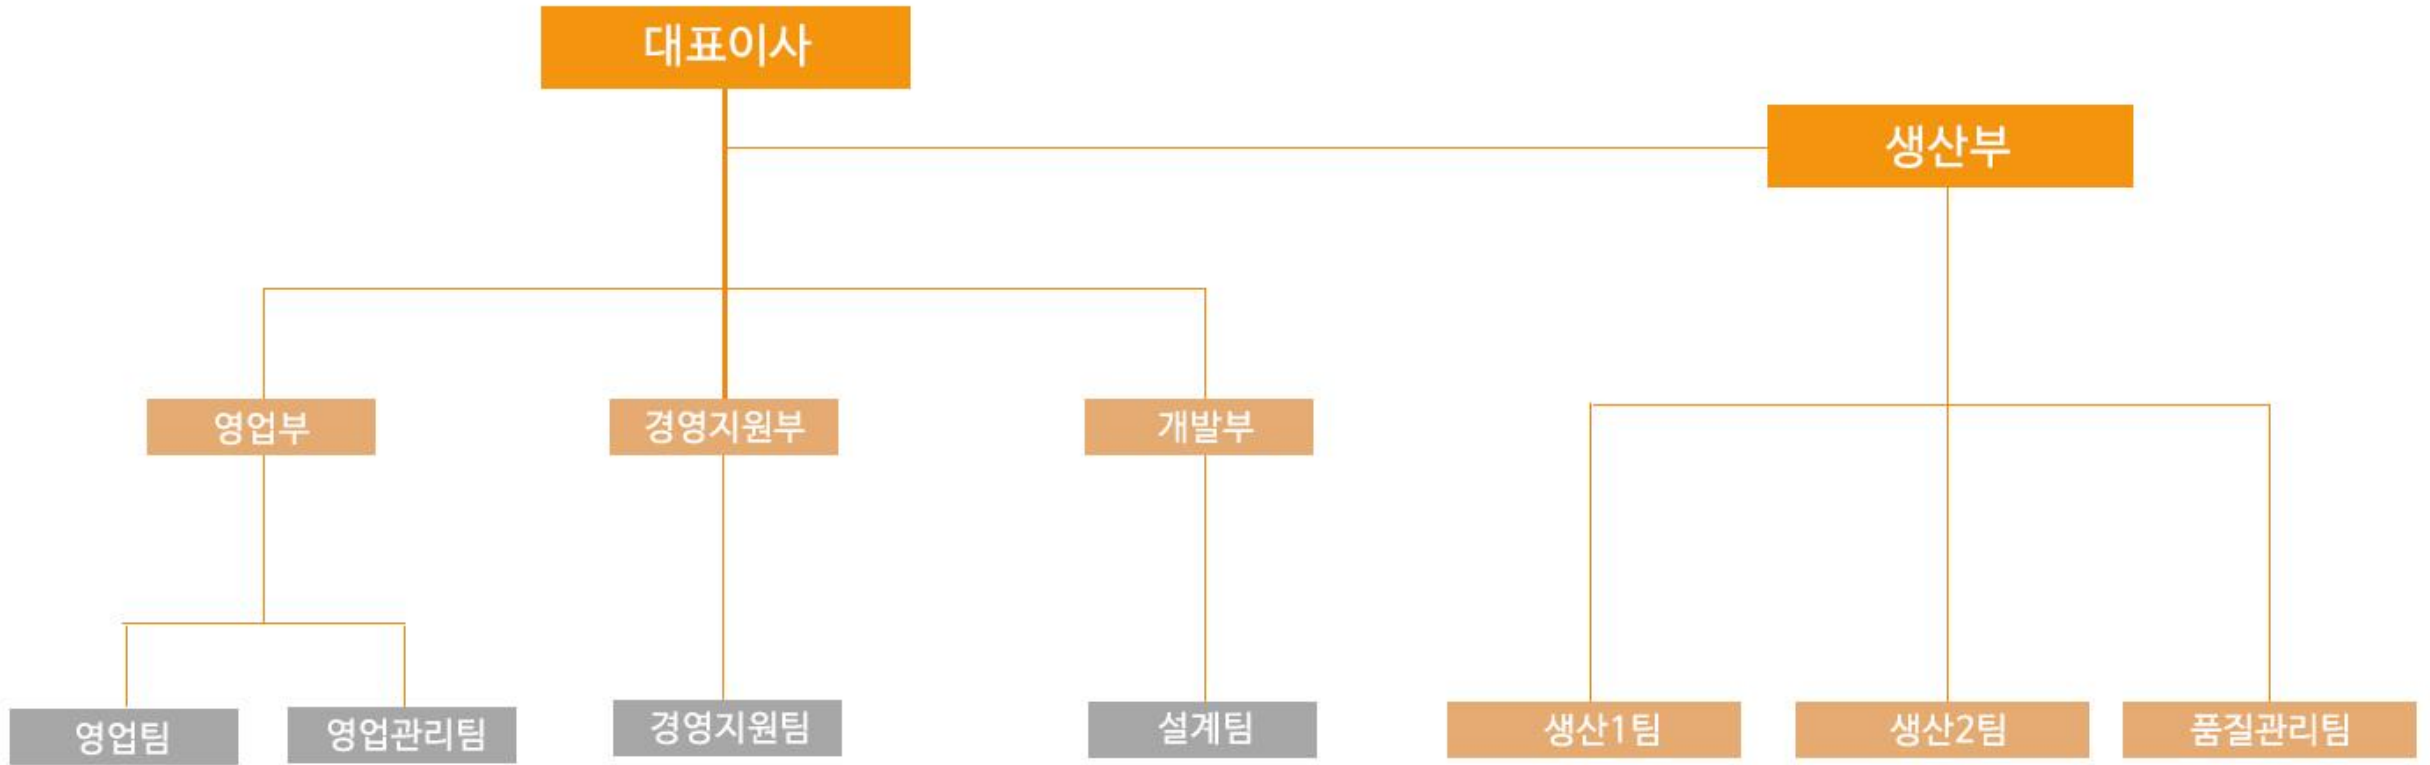 대표이사
생산부
영업부
경영지원부
개발부
영업팀
영업관리팀
경영지원팀
설계팀
생산1팀
생산2팀
품질관리팀